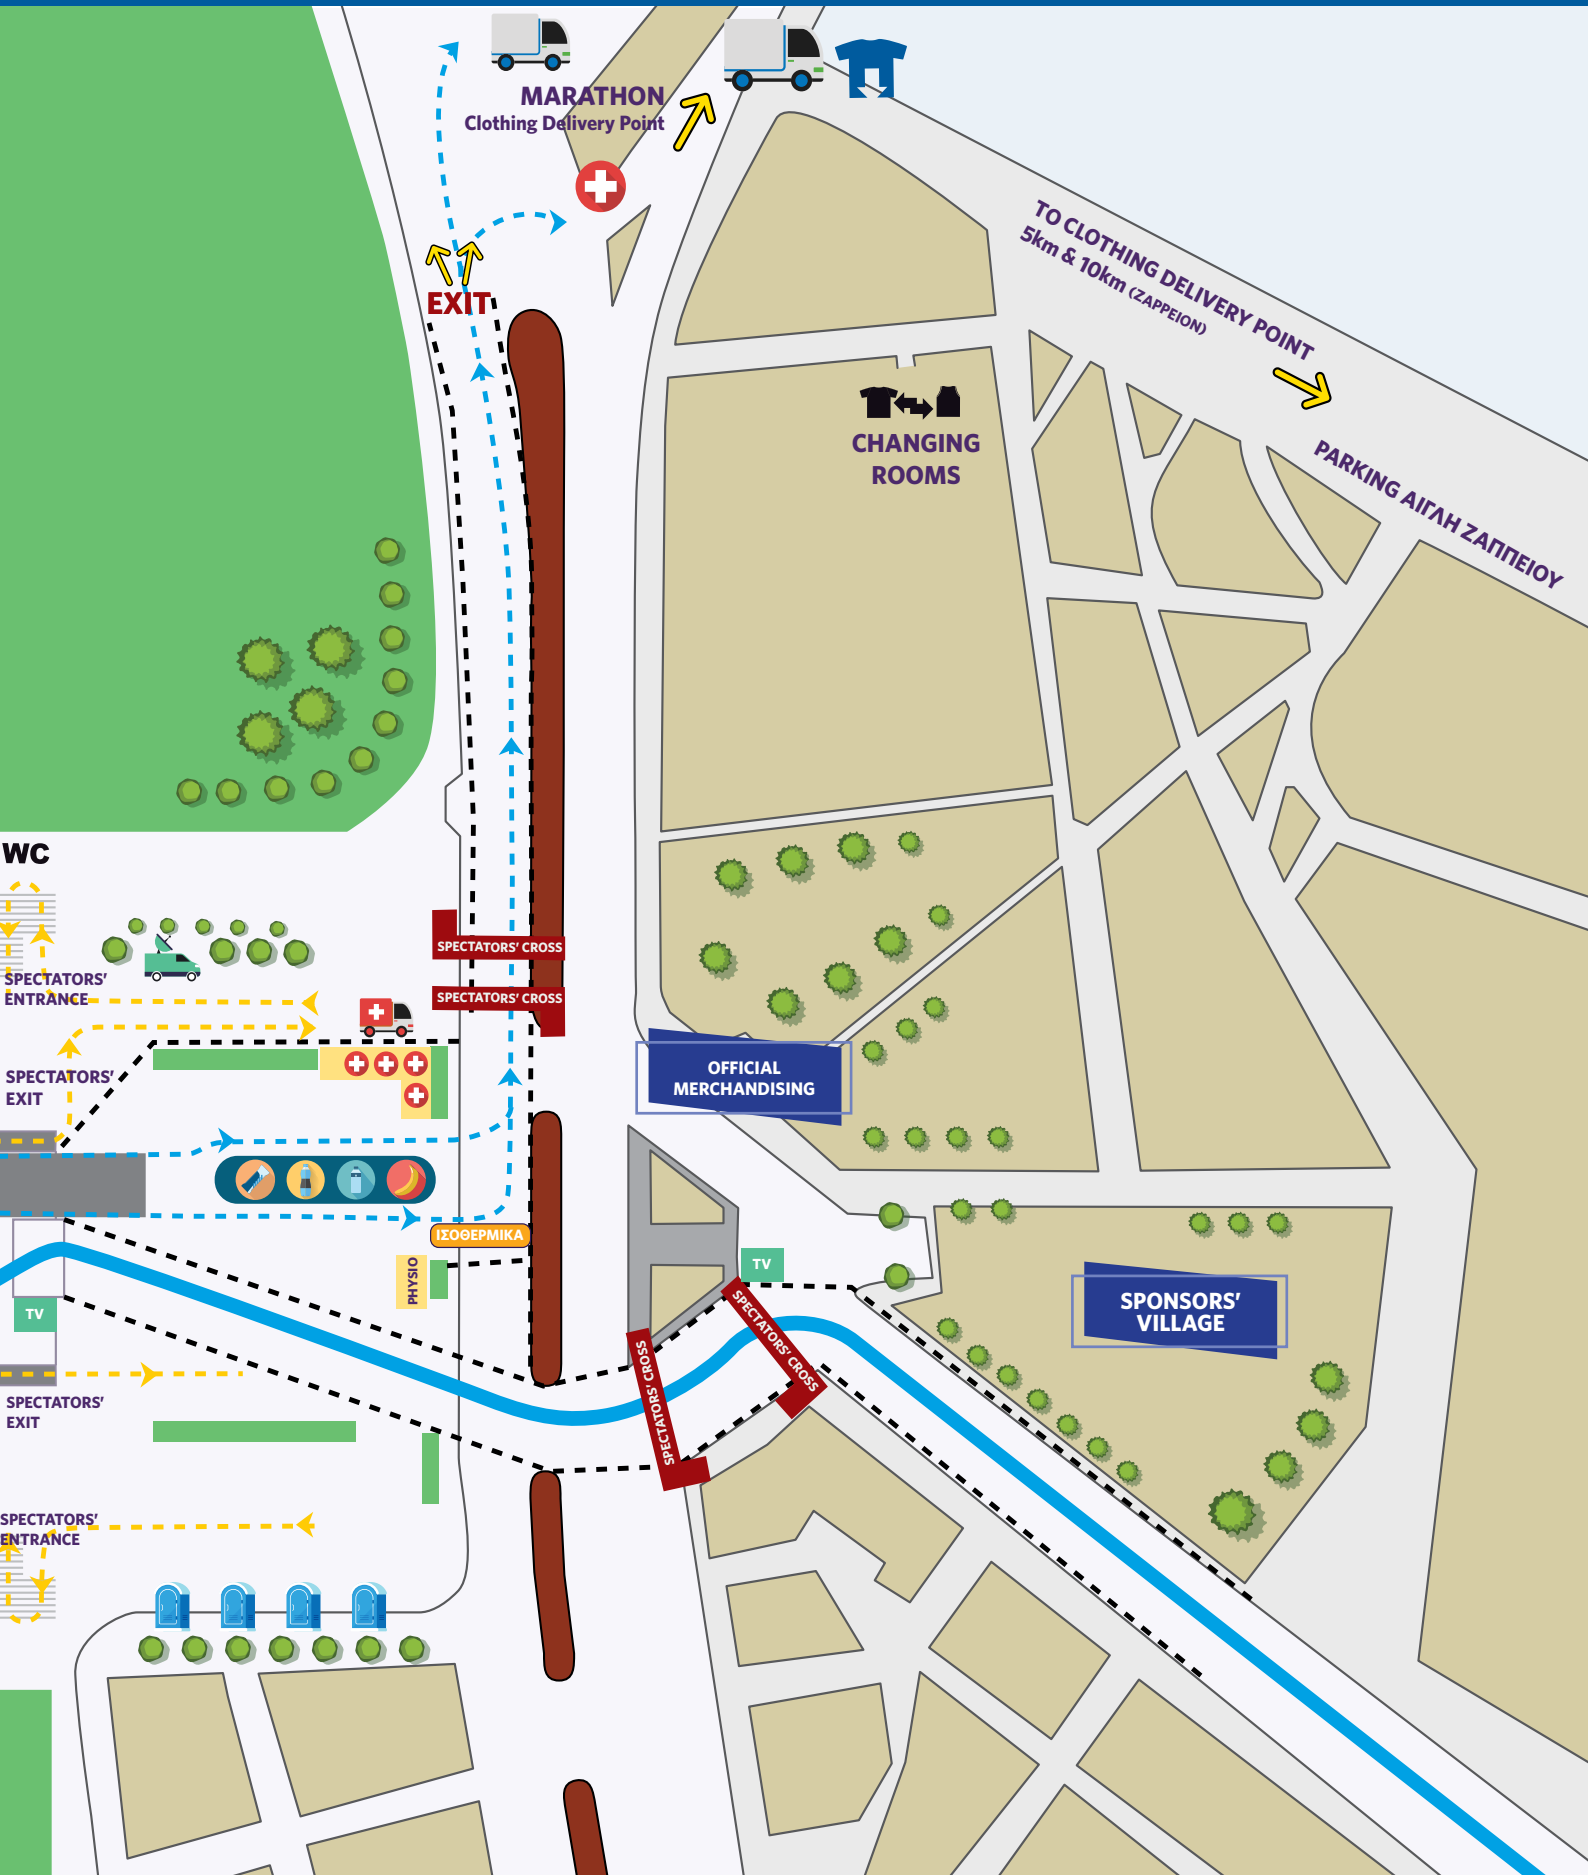 MARATHON
Clothing Delivery Point
EXIT
TO CLOTHING DELIVERY POINT
5km & 10km (ZAPPEION)
PARKING ΑΙΓΛΗ ΖΑΠΠΕΙΟΥ
CHANGING
ROOMS
WC
SPECTATORS' CROSS
SPECTATORS'
ENTRANCE
SPECTATORS' CROSS
SPECTATORS'
EXIT
OFFICIAL
MERCHANDISING
ΙΣΟΘΕΡΜΙΚΑ
PHYSIO
TV
TV
SPECTATORS' CROSS
SPECTATORS' CROSS
SPONSORS'
VILLAGE
SPECTATORS'
EXIT
SPECTATORS'
ENTRANCE